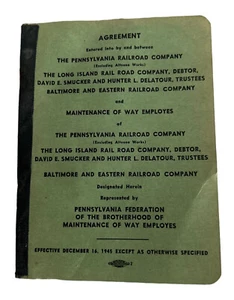 AGREEMENT
Entered Into by and between
THE PENNSYLVANIA RAILROAD COMPANY
(Excluding Altoona Works)
THE LONG ISLAND RAIL ROAD COMPANY, DEBTOR,
DAVID E. SMUCKER AND HUNTER L. DELATOUR, TRUSTEES
BALTIMORE AND EASTERN RAILROAD COMPANY
and
MAINTENANCE OF WAY EMPLOYES
of
THE PENNSYLVANIA RAILROAD COMPANY
(Excluding Altoona Works)
THE LONG ISLAND RAIL ROAD COMPANY, DEBTOR,
DAVID E. SMUCKER AND HUNTER L. DELATOUR, TRUSTEES
BALTIMORE AND EASTERN RAILROAD COMPANY
Designated Herein
Represented by
PENNSYLVANIA FEDERATION
OF THE BROTHERHOOD OF
MAINTENANCE OF WAY EMPLOYES
EFFECTIVE DECEMBER 16, 1945 EXCEPT AS OTHERWISE SPECIFIED